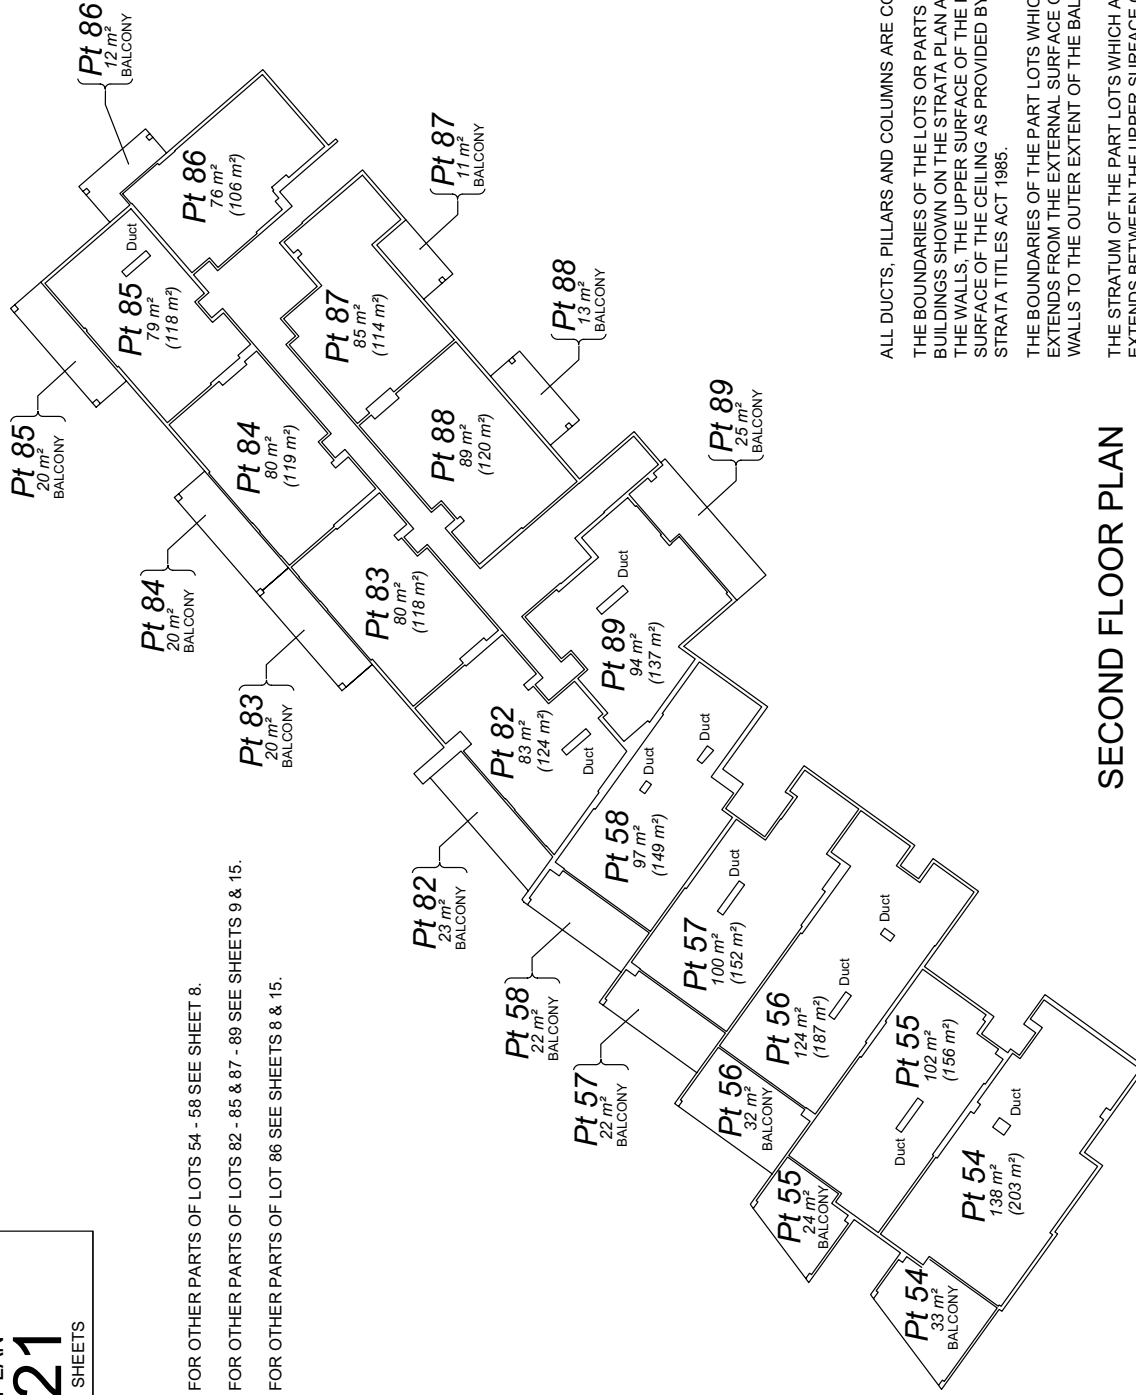 PLAN
21
SHEETS
FOR OTHER PARTS OF LOTS 54 - 58 SEE SHEET 8.
FOR OTHER PARTS OF LOTS 82 - 85 & 87 - 89 SEE SHEETS 9 & 15.
FOR OTHER PARTS OF LOT 86 SEE SHEETS 8 & 15.
Pt 85
20 m²
BALCONY
Pt 86
12 m²
BALCONY
Pt 84
20 m²
BALCONY
Pt 85
79 m²
(118 m²)
Duct
Pt 86
76 m²
(106 m²)
Pt 83
20 m²
BALCONY
Pt 84
80 m²
(119 m²)
Pt 87
85 m²
(114 m²)
Pt 87
11 m²
BALCONY
Pt 83
80 m²
(118 m²)
Pt 88
89 m²
(120 m²)
Pt 88
13 m²
BALCONY
Pt 82
23 m²
BALCONY
Pt 82
83 m²
(124 m²)
Duct
Pt 89
94 m²
(137 m²)
Duct
Pt 89
25 m²
BALCONY
Pt 58
22 m²
BALCONY
Pt 58
97 m²
(149 m²)
Duct
Duct
Pt 57
22 m²
BALCONY
Pt 57
100 m²
(152 m²)
Duct
Pt 56
32 m²
BALCONY
Pt 56
124 m²
(187 m²)
Duct
Duct
Pt 55
24 m²
BALCONY
Pt 55
102 m²
(156 m²)
Duct
Pt 54
33 m²
BALCONY
Pt 54
138 m²
(203 m²)
Duct
ALL DUCTS, PILLARS AND COLUMNS ARE CO
THE BOUNDARIES OF THE LOTS OR PARTS
BUILDINGS SHOWN ON THE STRATA PLAN A
THE WALLS, THE UPPER SURFACE OF THE
SURFACE OF THE CEILING AS PROVIDED BY
STRATA TITLES ACT 1985.
THE BOUNDARIES OF THE PART LOTS WHIC
EXTENDS FROM THE EXTERNAL SURFACE
WALLS TO THE OUTER EXTENT OF THE BAL
THE STRATUM OF THE PART LOTS WHICH A
EXTENDS BETWEEN THE UPPER SURFACE
SECOND FLOOR PLAN